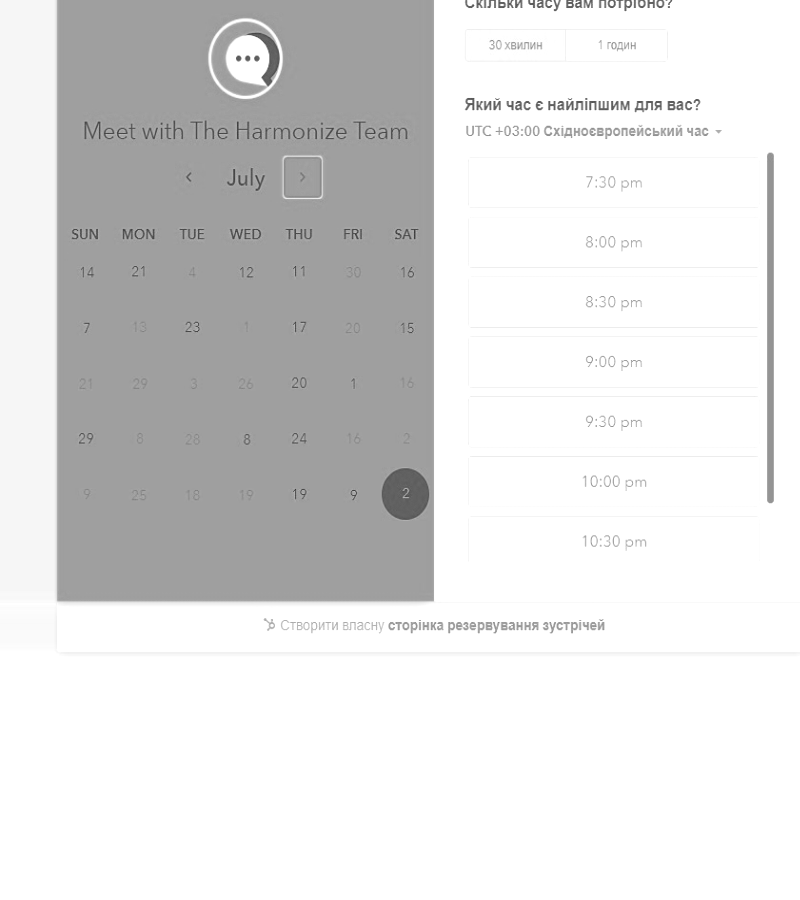 Meet with The Harmonize Team
July
SUN MON TUE WED THU FRI SAT
14 21 4 12 11 30 16
7 13 23 1 17 20 15
21 29 3 26 20 1 16
29 8 28 8 24 16 2
9 25 18 19 19 9 2
Скільки часу вам потрібно?
30 хвилин 1 годин
Який час є найліпшим для вас?
UTC +03:00 Східноєвропейський час
7:30 pm
8:00 pm
8:30 pm
9:00 pm
9:30 pm
10:00 pm
10:30 pm
Створити власну сторінка резервування зустрічей